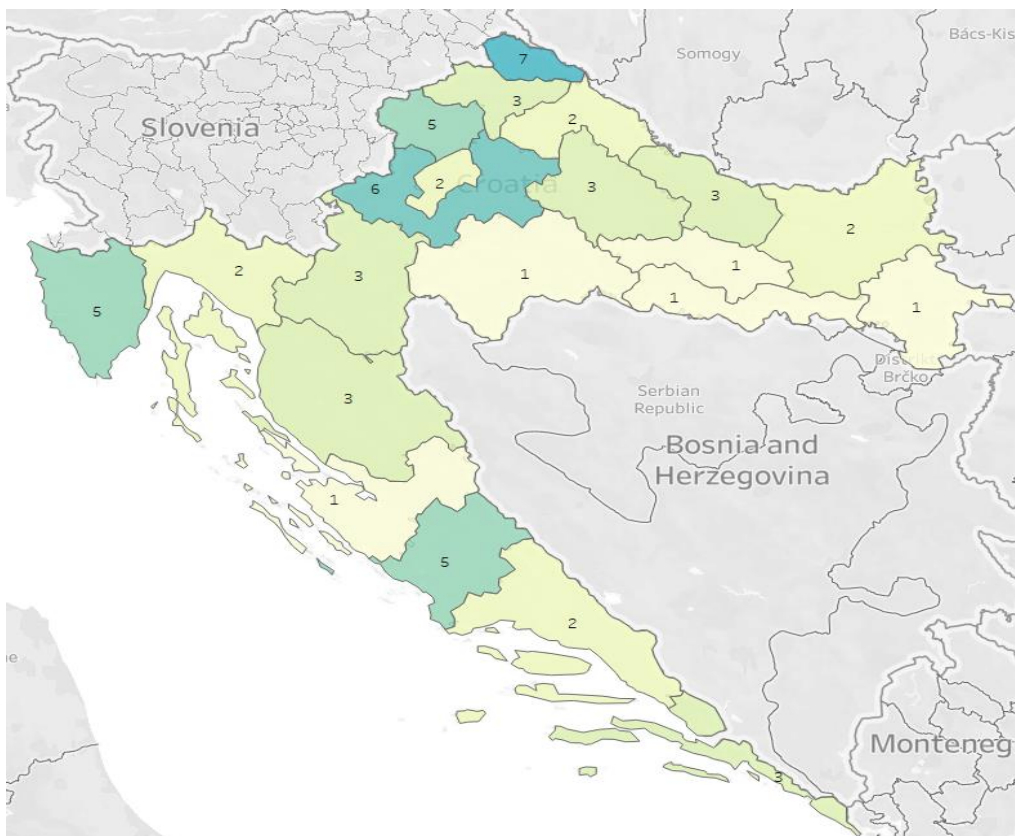 Bács-Kis
Somogy
7
3
2
Slovenia
5
6
2
Croatia
3
3
2
5
2
3
1
1
1
1
Distrikt
Brčko
3
Serbian
Republic
Bosnia and
Herzegovina
1
5
2
Monteneg
3